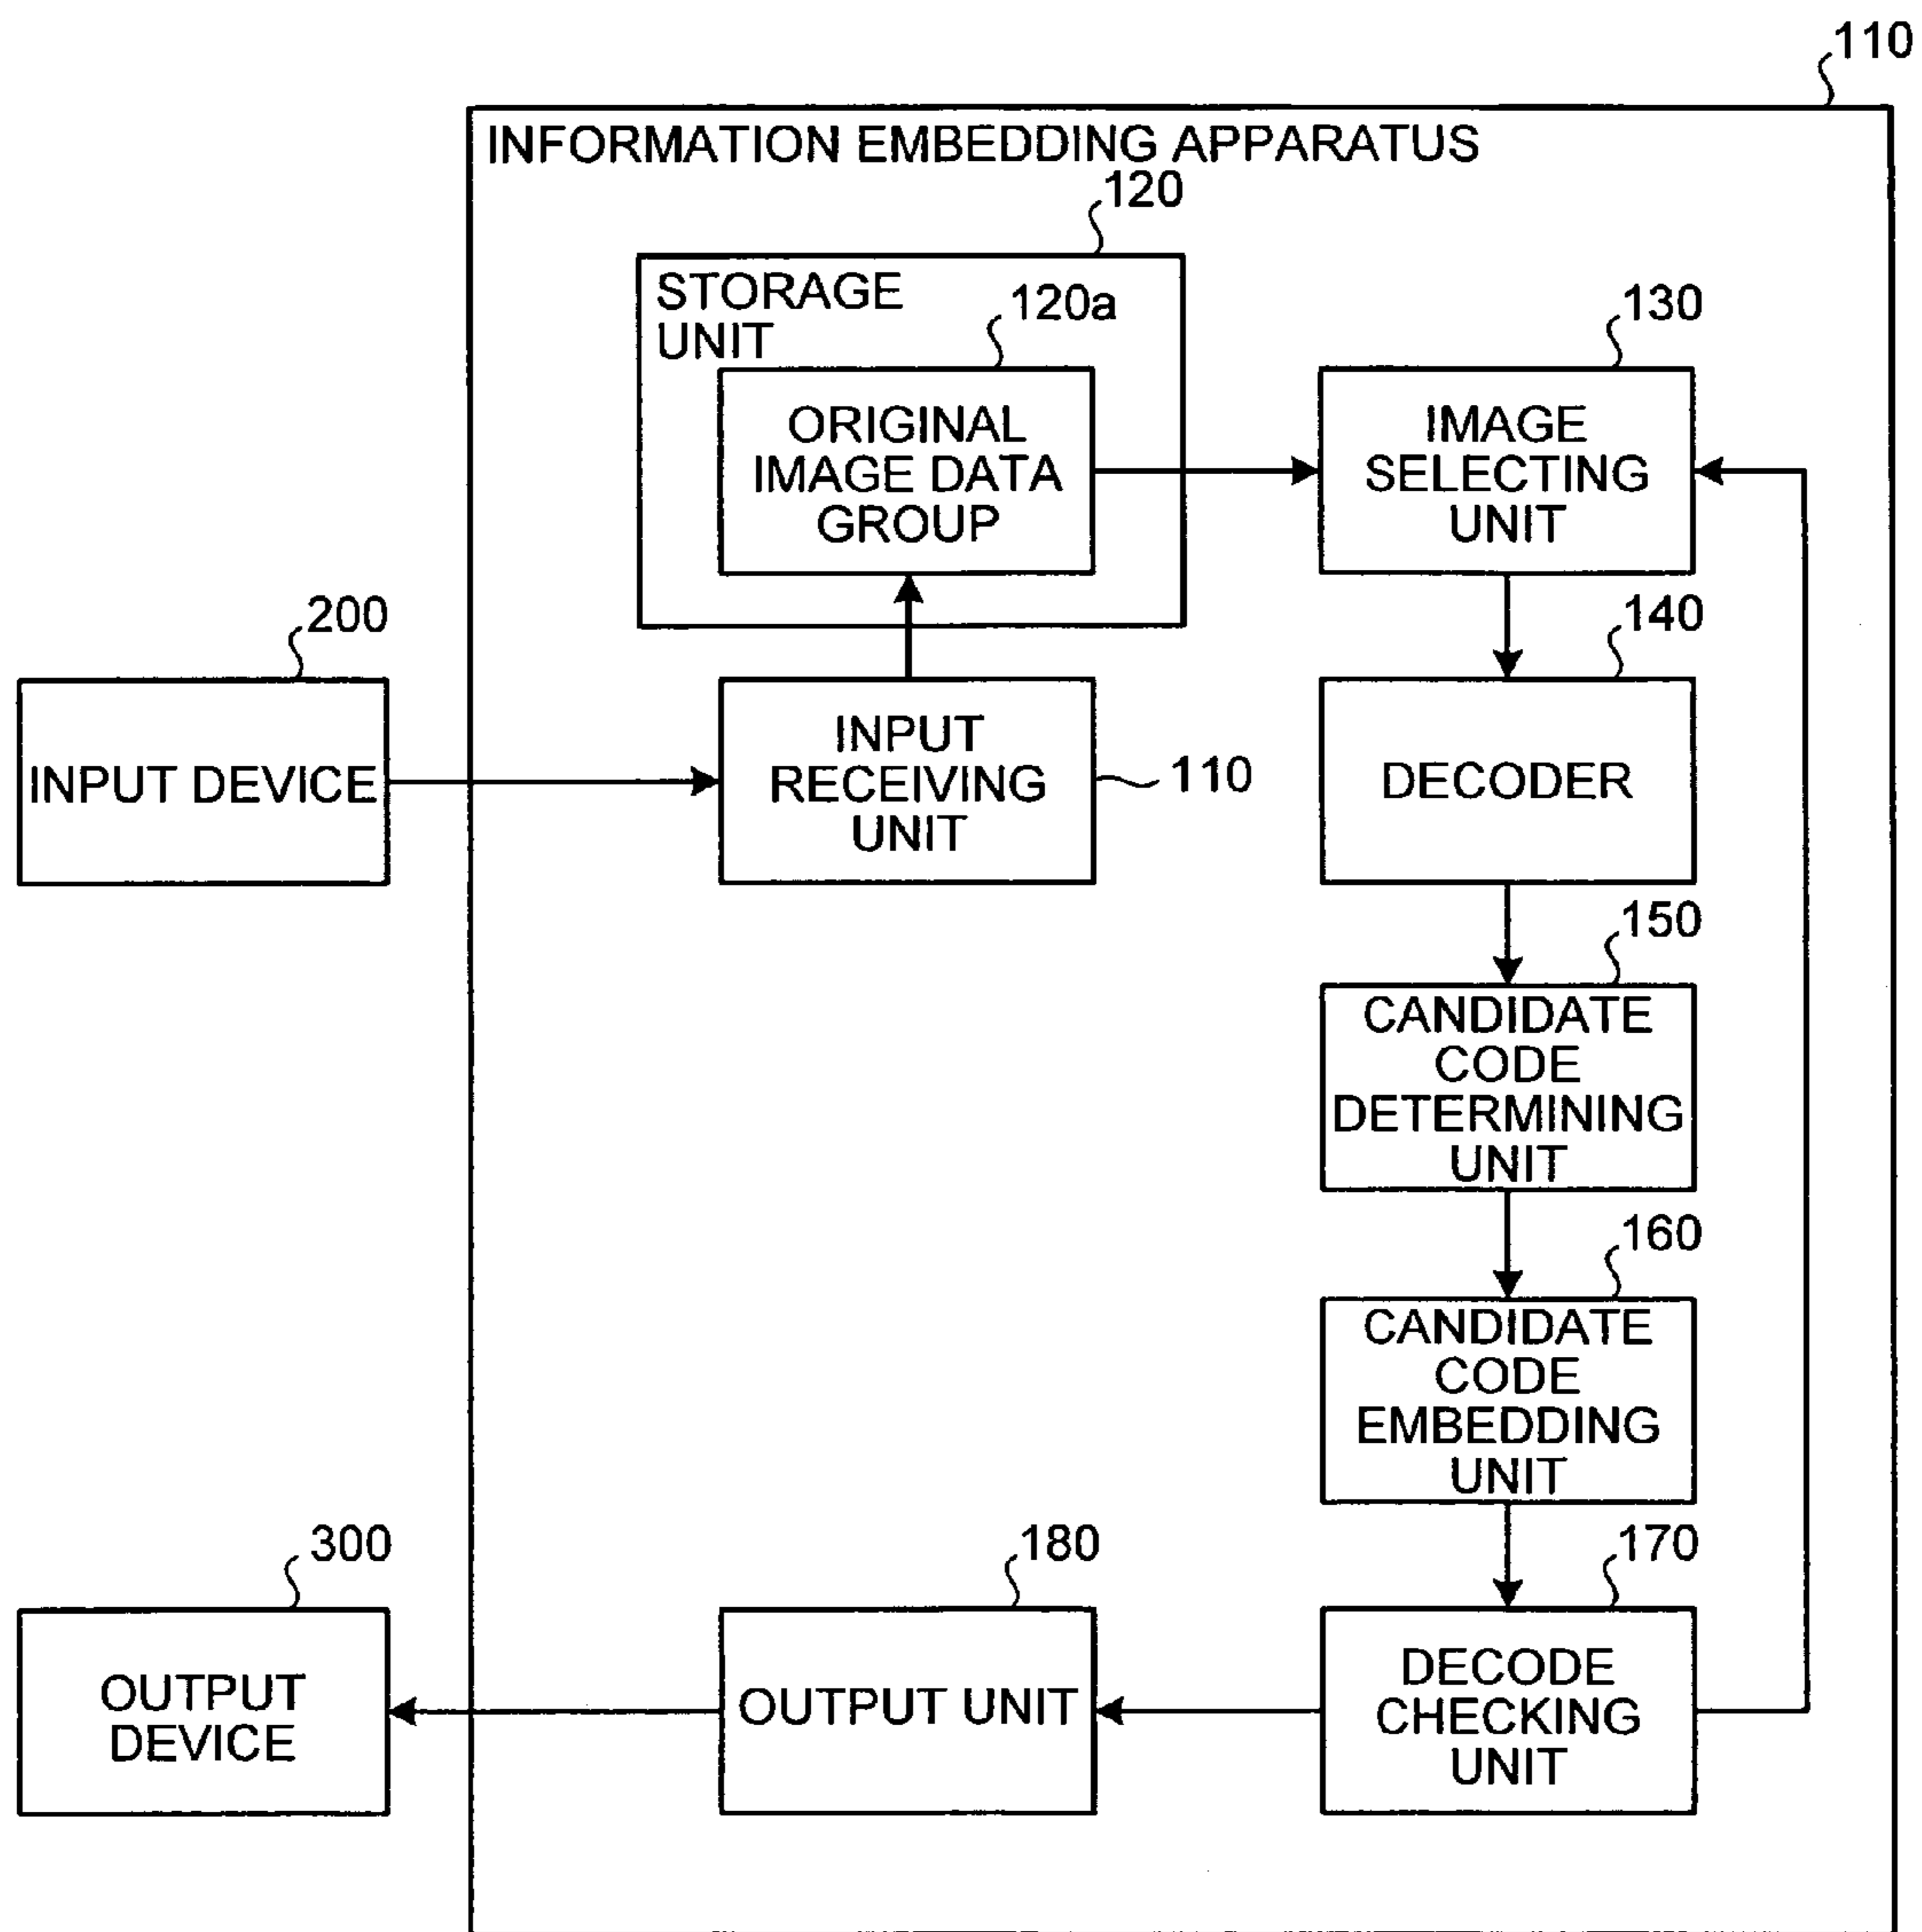 110
INFORMATION EMBEDDING APPARATUS
120
STORAGE
UNIT
120a
ORIGINAL
IMAGE DATA
GROUP
130
IMAGE
SELECTING
UNIT
200
INPUT DEVICE
INPUT
RECEIVING
UNIT
110
140
DECODER
150
CANDIDATE
CODE
DETERMINING
UNIT
160
CANDIDATE
CODE
EMBEDDING
UNIT
300
OUTPUT
DEVICE
180
OUTPUT UNIT
170
DECODE
CHECKING
UNIT